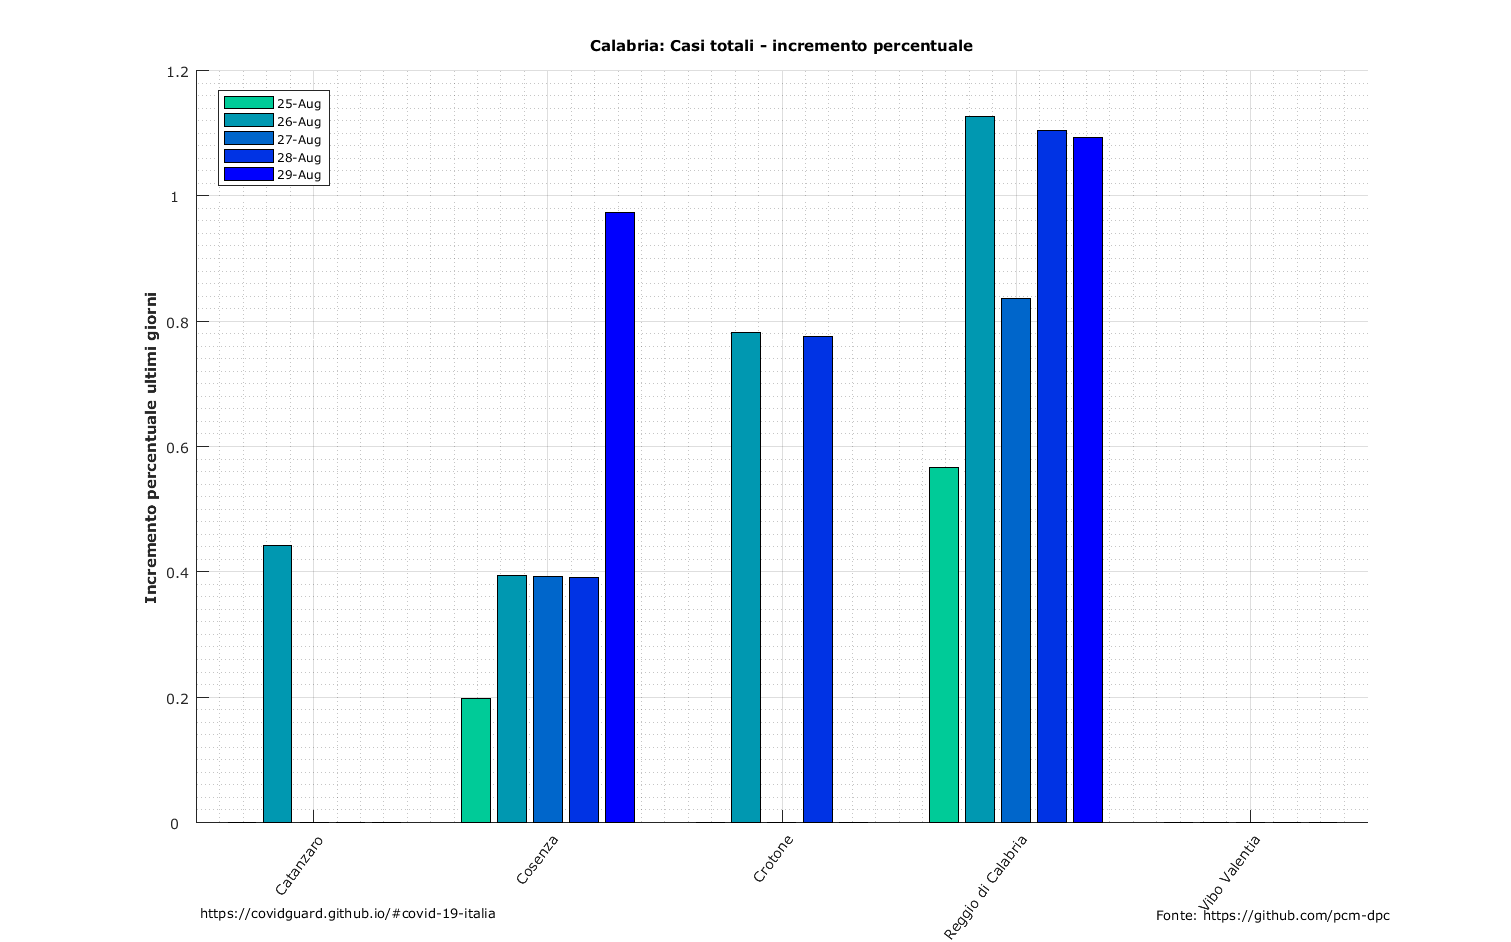 Calabria: Casi totali - incremento percentuale
1.2
1
0.8
0.6
0.4
0.2
0
Incremento percentuale ultimi giorni
25-Aug
26-Aug
27-Aug
28-Aug
29-Aug
Catanzaro
Cosenza
Crotone
Reggio di Calabria
Vibo Valentia
https://covidguard.github.io/#covid-19-italia
Fonte: https://github.com/pcm-dpc